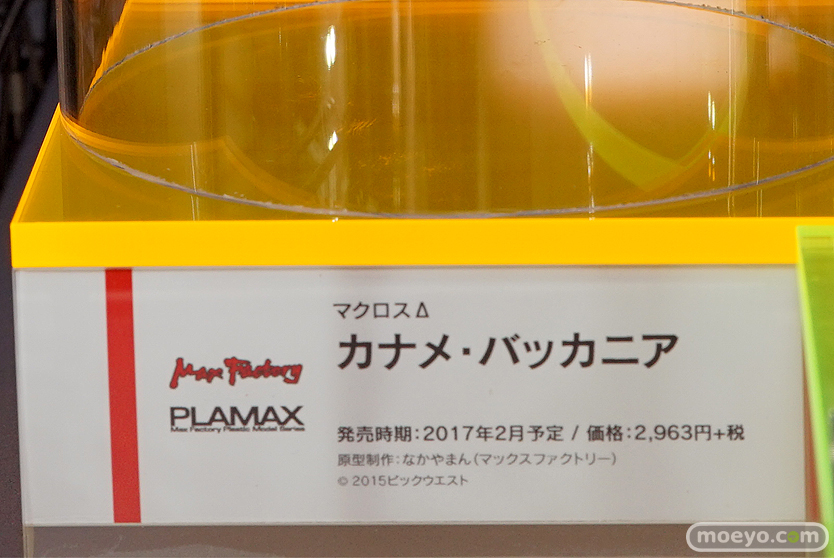 マクロスΔ
カナメ・バッカニア
Max Factory
PLAMAX
Max Factory Plastic Model Series
発売時期：2017年2月予定 / 価格：2,963円+税
原型制作：なかやまん（マックスファクトリー）
© 2015ビックウエスト
moeyo.com